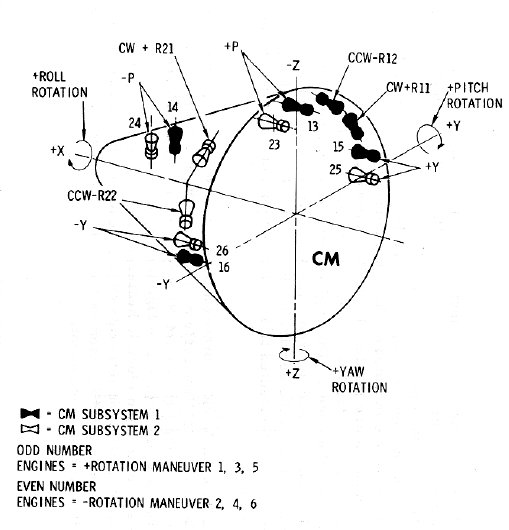 CW + R21
+P
-Z
CCW-R12
+ROLL
ROTATION
-P
CW+R11
+PITCH
ROTATION
24
14
13
+X
23
15
+Y
25
+Y
CCW-R22
-Y
26
16
CM
-Y
+Z
+YAW
ROTATION
- CM SUBSYSTEM 1
- CM SUBSYSTEM 2
ODD NUMBER
ENGINES = +ROTATION MANEUVER 1, 3, 5
EVEN NUMBER
ENGINES = -ROTATION MANEUVER 2, 4, 6